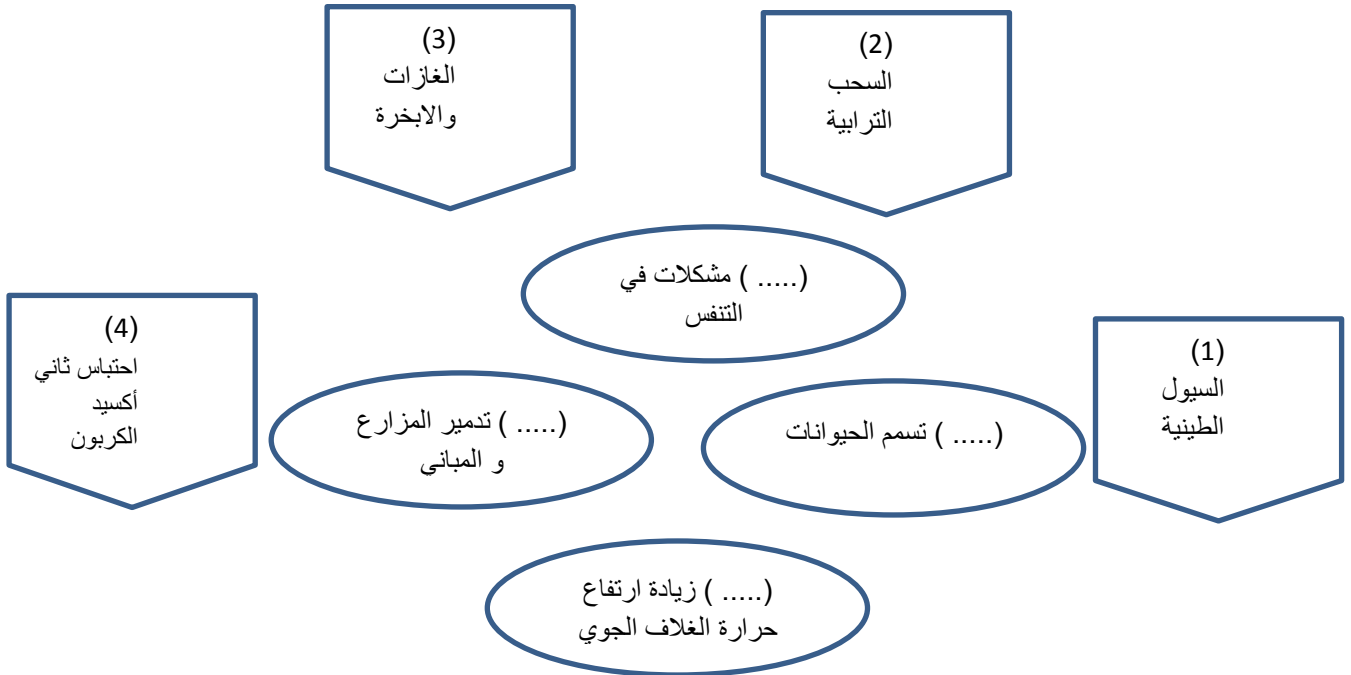 (3)
الغازات
والابخرة
(2)
السحب
الترابية
(..... ) مشكلات في
التنفس
(4)
احتباس ثاني
أكسيد
الكربون
(1)
السيول
الطينية
(..... ) تدمير المزارع
و المباني
(..... ) تسمم الحيوانات
(..... ) زيادة ارتفاع
حرارة الغلاف الجوي